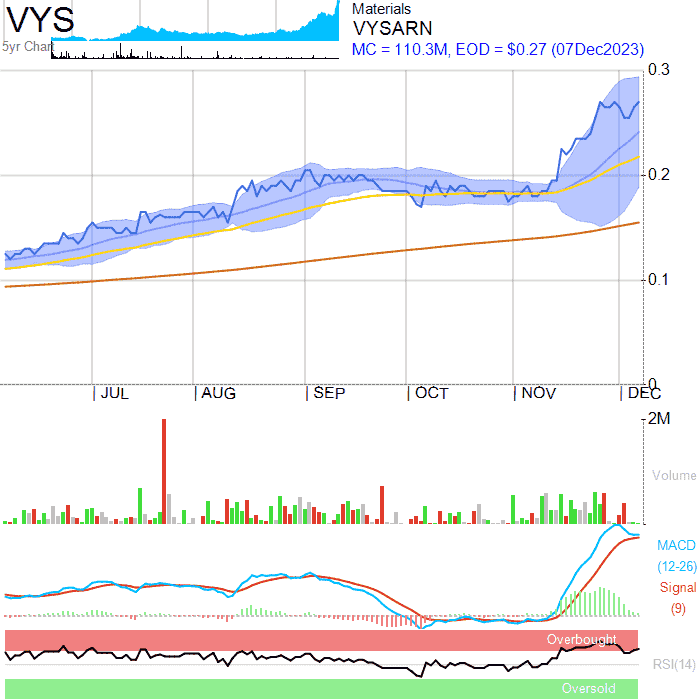 VYS
5yr Chart
Materials
VYSARN
MC = 110.3M, EOD = $0.27 (07Dec2023)
0.3
0.2
0.1
0
JUL AUG SEP OCT NOV DEC
2M
Volume
MACD
(12-26)
Signal
(9)
Overbought
RSI(14)
Oversold